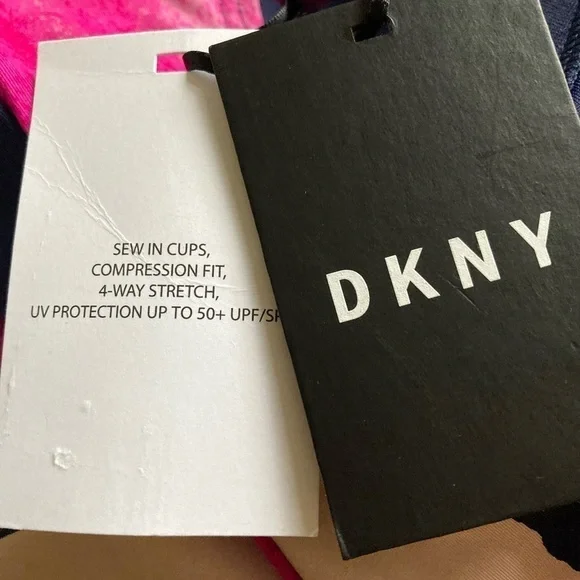 SEW IN CUPS,
COMPRESSION FIT,
4-WAY STRETCH,
UV PROTECTION UP TO 50+ UPF/
DKNY